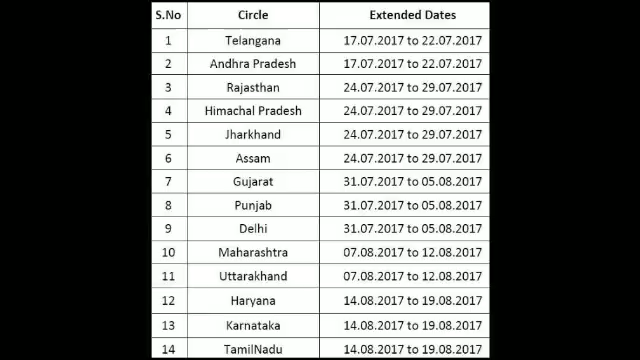 S.No Circle Extended Dates
1 Telangana 17.07.2017 to 22.07.2017
2 Andhra Pradesh 17.07.2017 to 22.07.2017
3 Rajasthan 24.07.2017 to 29.07.2017
4 Himachal Pradesh 24.07.2017 to 29.07.2017
5 Jharkhand 24.07.2017 to 29.07.2017
6 Assam 24.07.2017 to 29.07.2017
7 Gujarat 31.07.2017 to 05.08.2017
8 Punjab 31.07.2017 to 05.08.2017
9 Delhi 31.07.2017 to 05.08.2017
10 Maharashtra 07.08.2017 to 12.08.2017
11 Uttarakhand 07.08.2017 to 12.08.2017
12 Haryana 14.08.2017 to 19.08.2017
13 Karnataka 14.08.2017 to 19.08.2017
14 TamilNadu 14.08.2017 to 19.08.2017